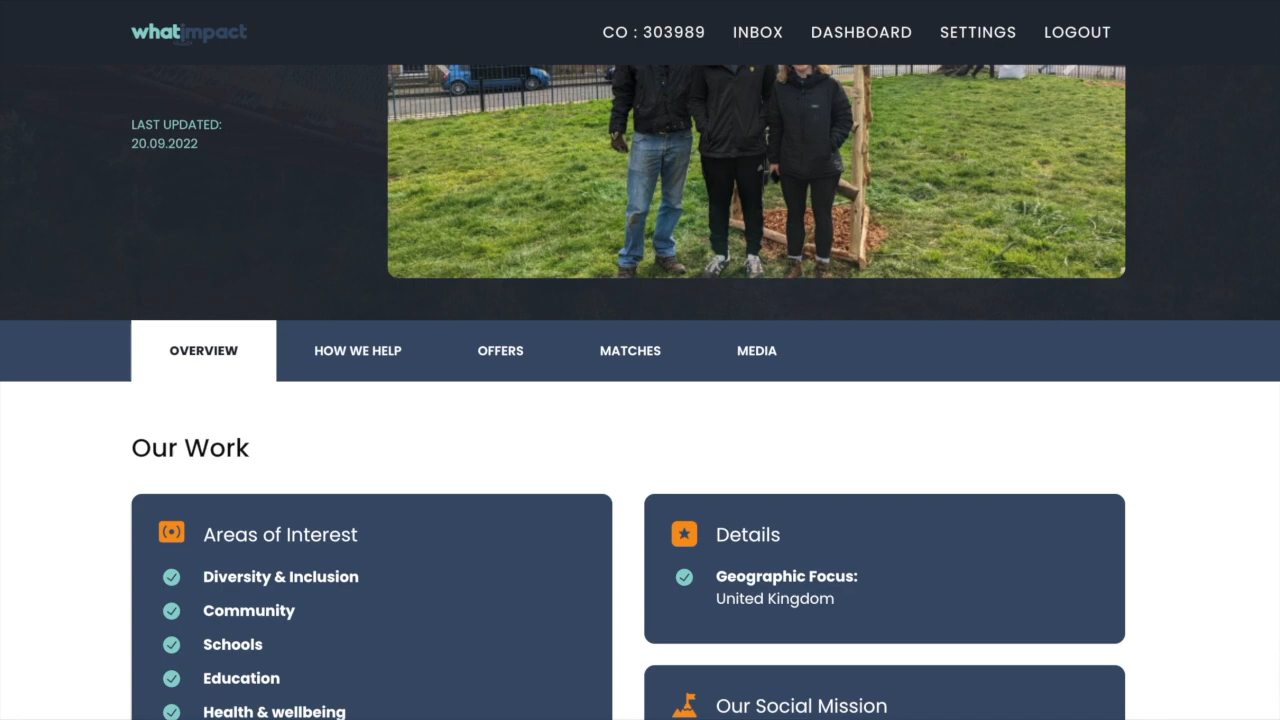 whatimpact
CO : 303989
INBOX
DASHBOARD
SETTINGS
LOGOUT
LAST UPDATED:
20.09.2022
OVERVIEW
HOW WE HELP
OFFERS
MATCHES
MEDIA
Our Work
Areas of Interest
Diversity & Inclusion
Community
Schools
Education
Health & wellbeing
Details
Geographic Focus:
United Kingdom
Our Social Mission